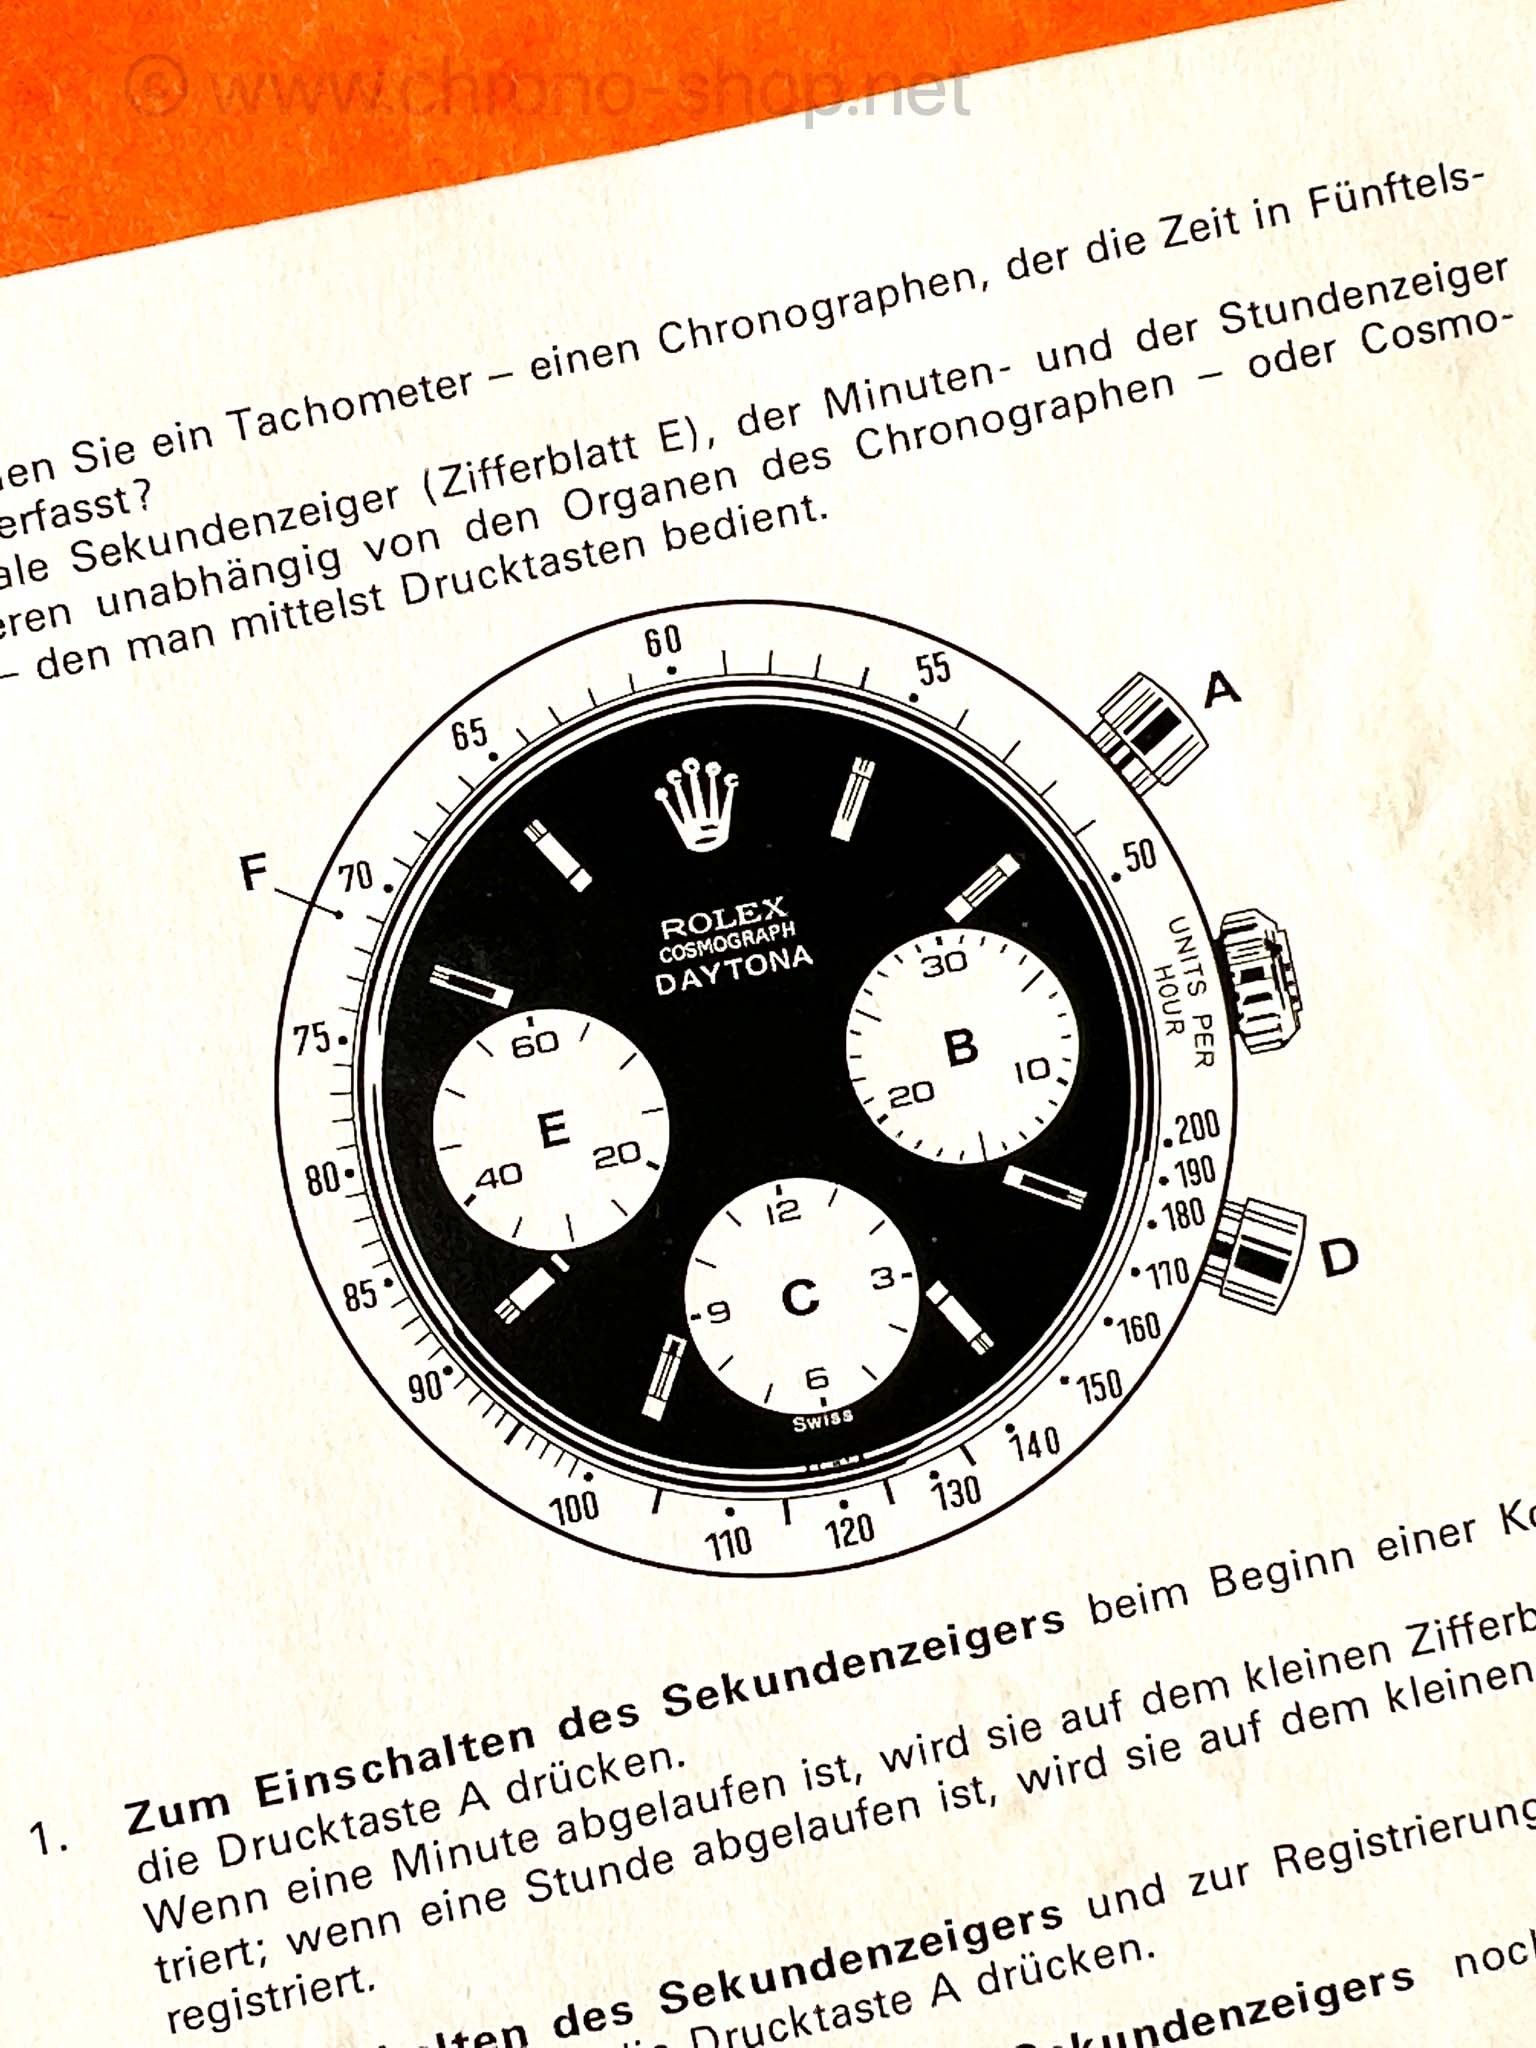 © www.chrono-shop.net
Sie ein Tachometer – einen Chronographen, der die Zeit in Fünftels-
erfasst?
Sekundenzeiger (Zifferblatt E), der Minuten- und der Stundenzeiger
unabhängig von den Organen des Chronographen – oder Cosmo-
– den man mittelst Drucktasten bedient.
60
55
65
A
50
70
F
ROLEX
COSMOGRAPH
DAYTONA
UNITS PER
HOUR
30
B
10
20
75
60
E
20
40
80
200
190
180
170
160
150
140
130
120
110
100
90
85
D
12
3
C
9
6
Swiss
1. Zum Einschalten des Sekundenzeigers beim Beginn einer
die Drucktaste A drücken.
Wenn eine Minute abgelaufen ist, wird sie auf dem kleinen
triert; wenn eine Stunde abgelaufen ist, wird sie auf dem kleinen
registriert.
des Sekundenzeigers und zur Registrierung
die Drucktaste A drücken.
Sekundenzeigers noch